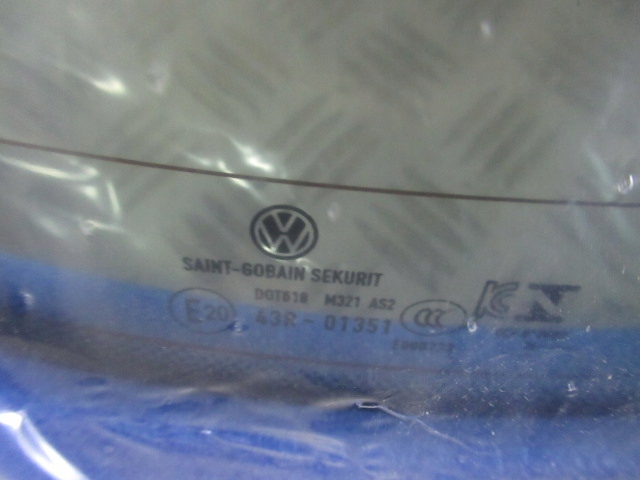 SAINT-GOBAIN SEKURIT
DOT618 M321 AS2
E20 43R-01351